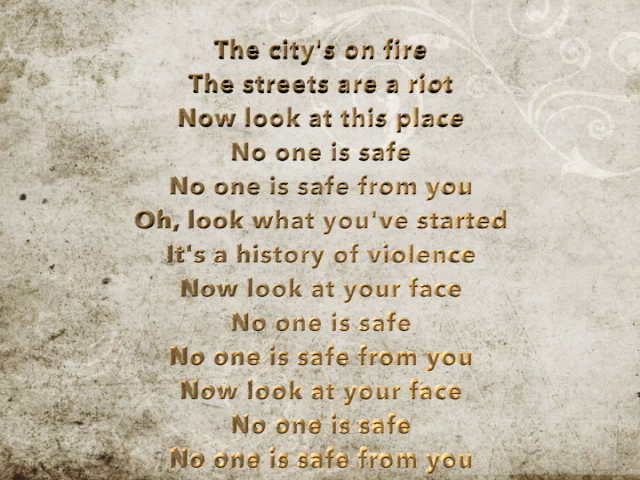 The city's on fire
The streets are a riot
Now look at this place
No one is safe
No one is safe from you
Oh, look what you've started
It's a history of violence
Now look at your face
No one is safe
No one is safe from you
Now look at your face
No one is safe
No one is safe from you